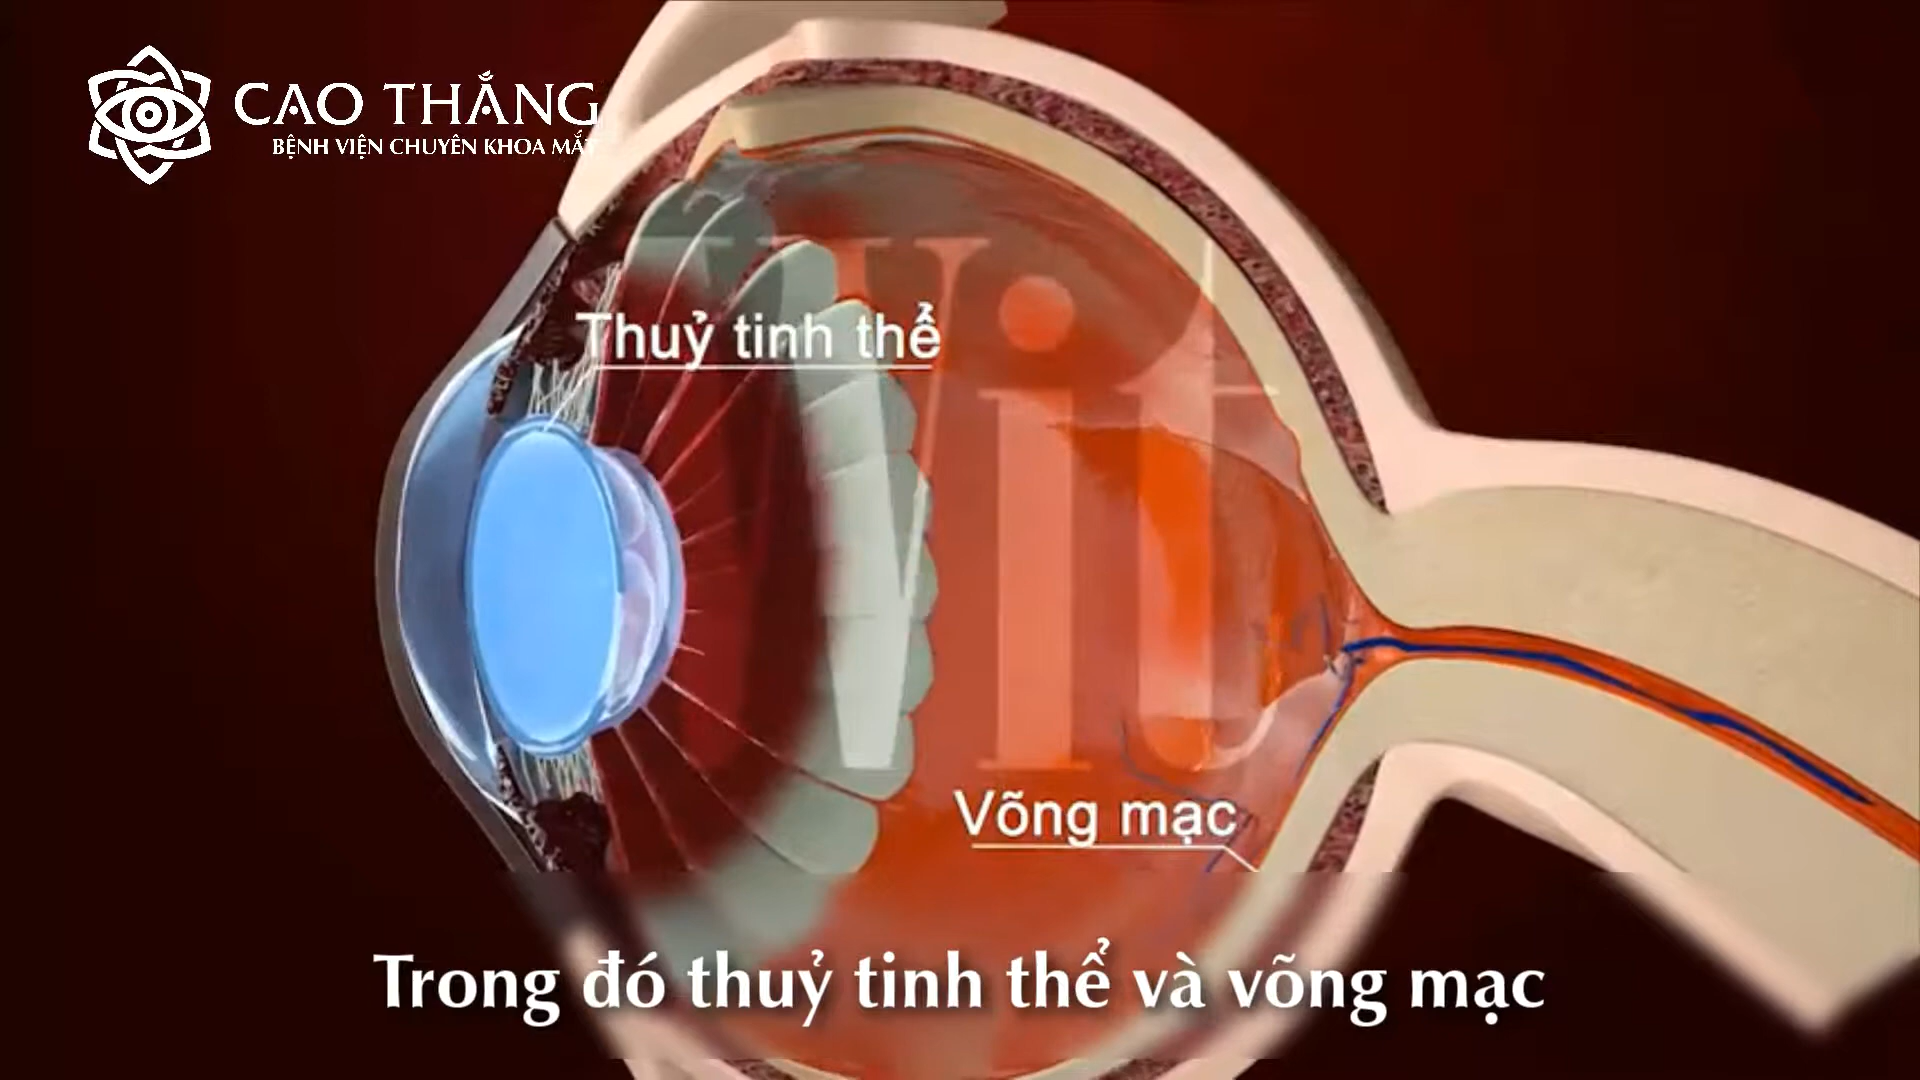 CAO THẮNG
BỆNH VIỆN CHUYÊN KHOA MẮT
Thuỷ tinh thể
Vit
Võng mạc
Trong đó thuỷ tinh thể và võng mạc